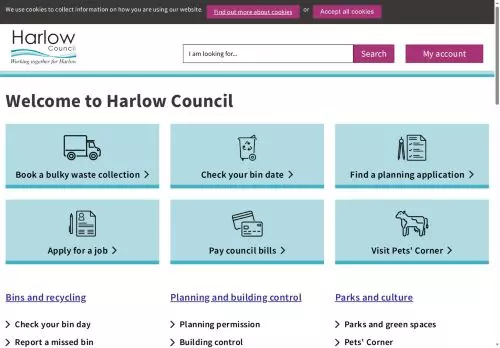 We use cookies to collect information on how you are using our website. Find out more about cookies or Accept all cookies
Harlow
Council
Working together for Harlow
I am looking for...
Search
My account
Welcome to Harlow Council
Book a bulky waste collection
Check your bin date
Find a planning application
Apply for a job
Pay council bills
Visit Pets' Corner
Bins and recycling
Planning and building control
Parks and culture
Check your bin day
Planning permission
Parks and green spaces
Report a missed bin
Building control
Pets' Corner